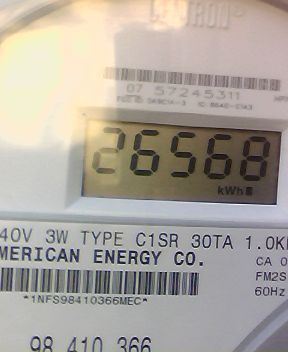 07 57245311
26568
kWh
40V 3W TYPE C1SR 30TA 1.0K
MERICAN ENERGY CO.
CA 0
FM2S
60Hz
*1NFS98410366MEC*
98 410 366